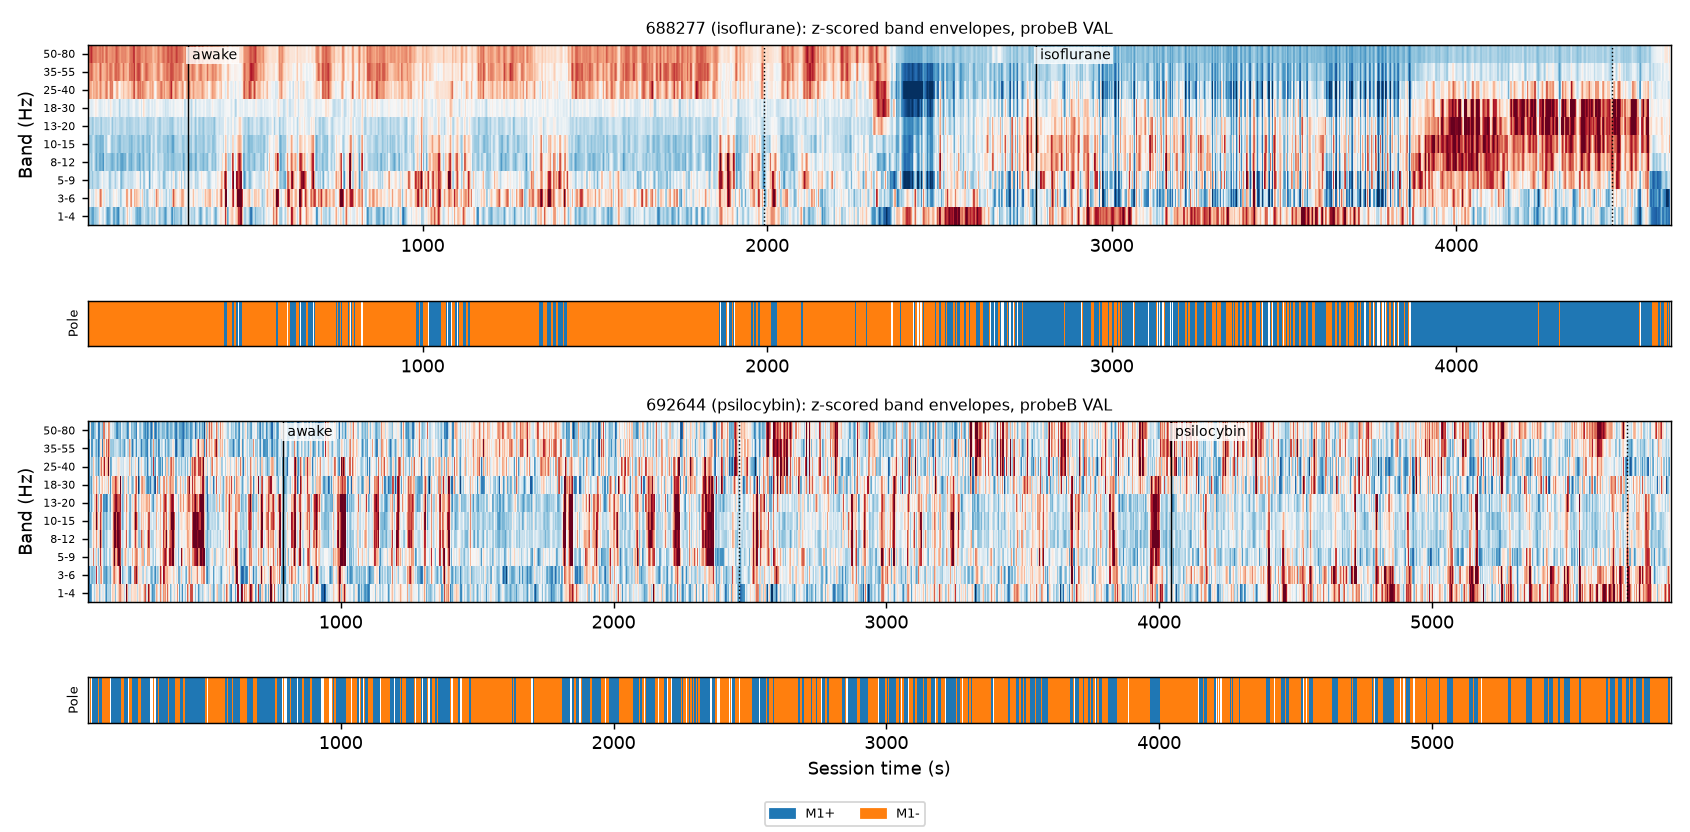 688277 (isoflurane): z-scored band envelopes, probeB VAL
Band (Hz)
50-80
35-55
25-40
18-30
13-20
10-15
8-12
5-9
3-6
1-4
awake
isoflurane
1000
2000
3000
4000
Pole
1000
2000
3000
4000
692644 (psilocybin): z-scored band envelopes, probeB VAL
Band (Hz)
50-80
35-55
25-40
18-30
13-20
10-15
8-12
5-9
3-6
1-4
awake
psilocybin
1000
2000
3000
4000
5000
Pole
1000
2000
3000
4000
5000
Session time (s)
M1+
M1-